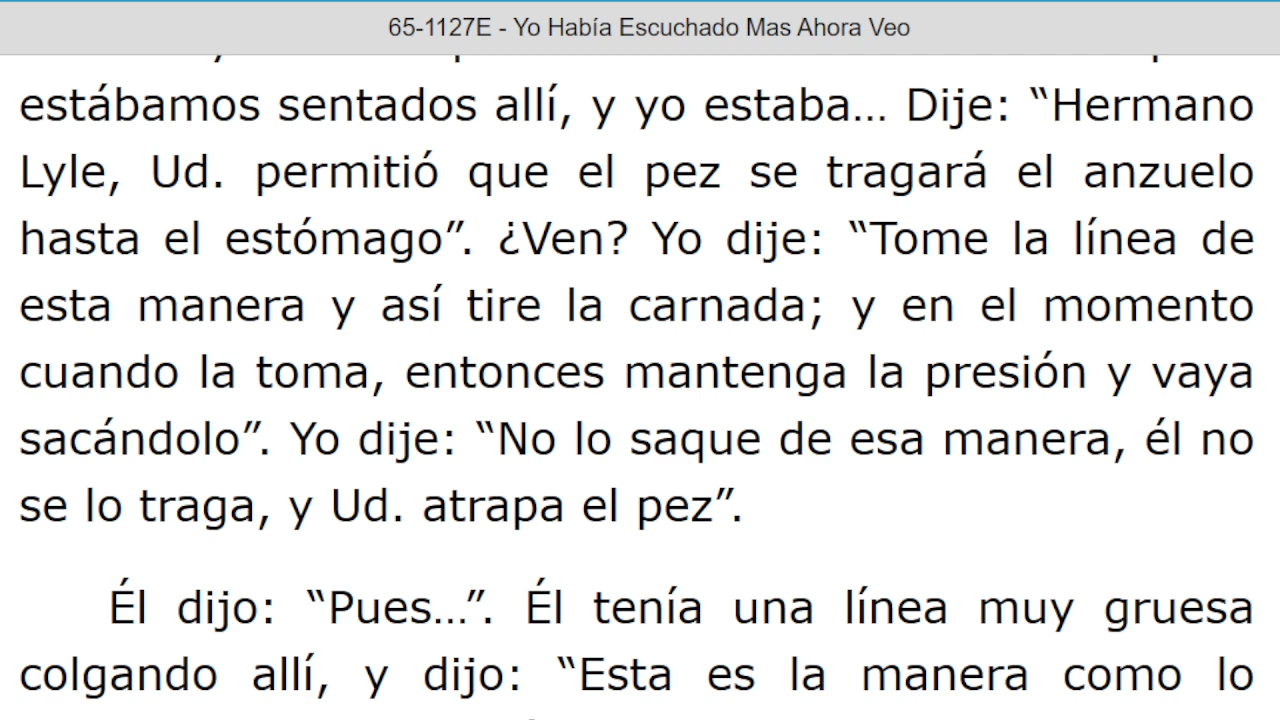 65-1127E - Yo Había Escuchado Mas Ahora Veo
estábamos sentados allí, y yo estaba... Dije: “Hermano
Lyle, Ud. permitió que el pez se tragará el anzuelo
hasta el estómago”. ¿Ven? Yo dije: “Tome la línea de
esta manera y así tire la carnada; y en el momento
cuando la toma, entonces mantenga la presión y vaya
sacándolo”. Yo dije: “No lo saque de esa manera, él no
se lo traga, y Ud. atrapa el pez”.
Él dijo: “Pues...”. Él tenía una línea muy gruesa
colgando allí, y dijo: “Esta es la manera como lo